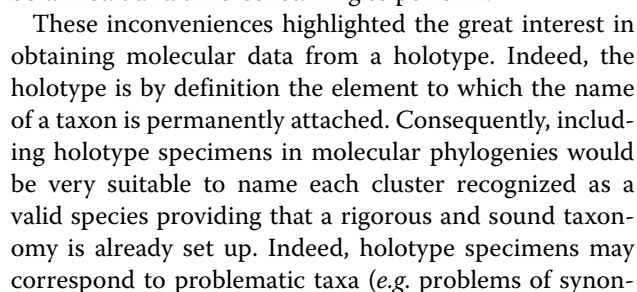 These inconveniences highlighted the great interest in
obtaining molecular data from a holotype. Indeed, the
holotype is by definition the element to which the name
of a taxon is permanently attached. Consequently, includ-
ing holotype specimens in molecular phylogenies would
be very suitable to name each cluster recognized as a
valid species providing that a rigorous and sound taxon-
omy is already set up. Indeed, holotype specimens may
correspond to problematic taxa (e.g. problems of synon-